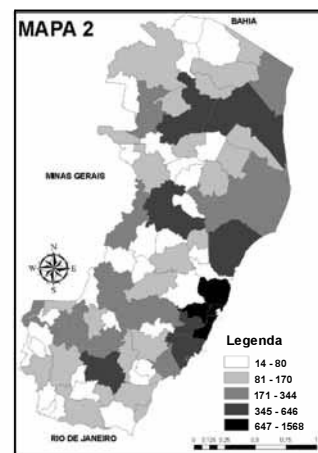 MAPA 2
BAHIA
MINAS GERAIS
N
W E
S
Legenda
14 - 80
81 - 170
171 - 344
345 - 646
647 - 1568
RIO DE JANEIRO